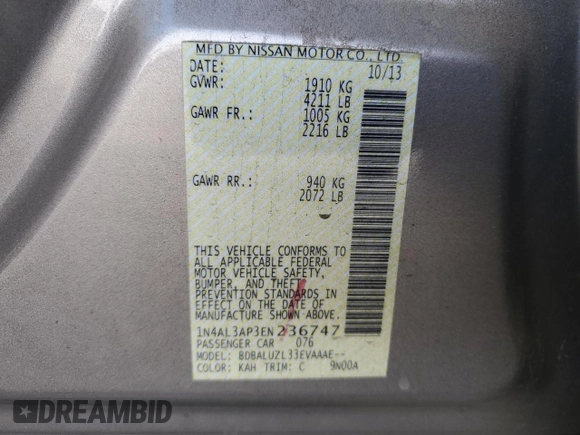 MFD BY NISSAN MOTOR CO., LTD.
DATE: 10/13
GVWR: 1910 KG
4211 LB
GAWR FR.: 1005 KG
2216 LB
GAWR RR.: 940 KG
2072 LB
THIS VEHICLE CONFORMS TO
ALL APPLICABLE FEDERAL
MOTOR VEHICLE SAFETY,
BUMPER, AND THEFT
PREVENTION STANDARDS IN
EFFECT ON THE DATE OF
MANUFACTURE SHOWN ABOVE.
1N4AL3AP3EN236747
PASSENGER CAR 076
MODEL: BDBALUZL33EVAAAE--
COLOR: KAH TRIM: C 9N00A
DREAMBID